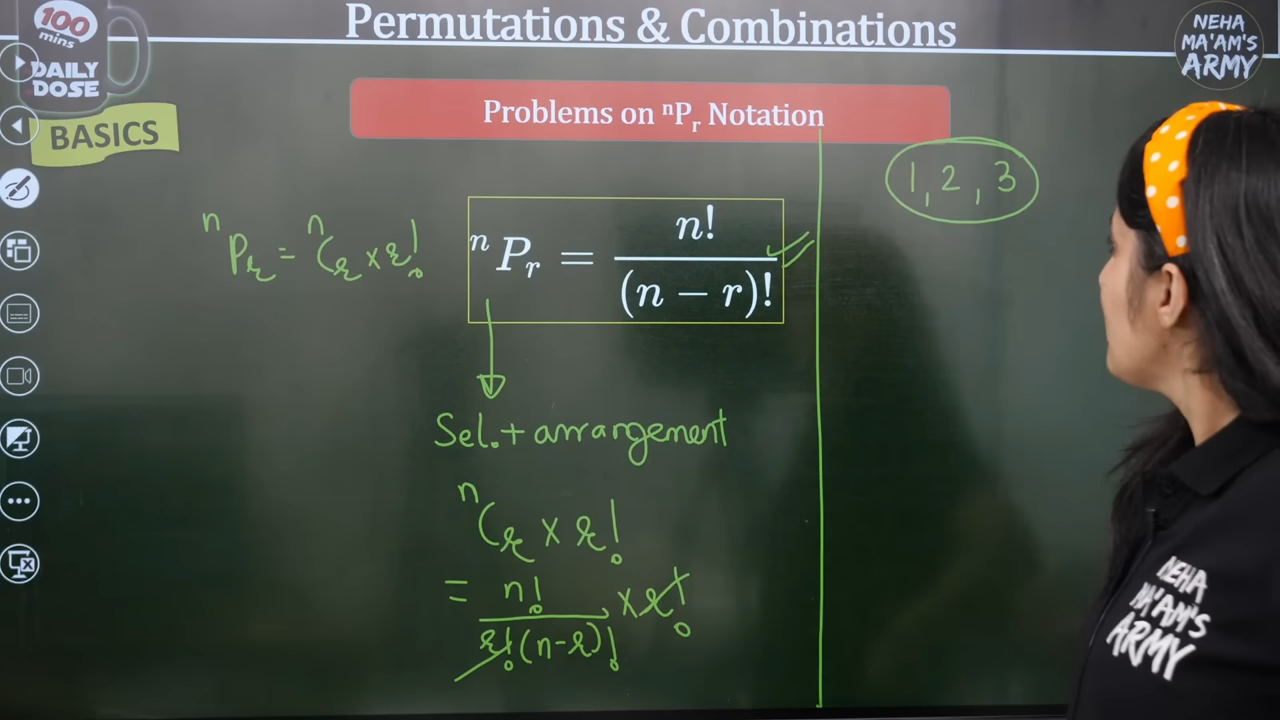 100
mins
DAILY
DOSE
Permutations & Combinations
NEHA
MA'AM'S
ARMY
BASICS
Problems on ⁿPᵣ Notation
1, 2, 3
ⁿPᵣ = ⁿCᵣ × r!
ⁿPᵣ = n! / (n − r)!
Sel. + arrangement
ⁿCᵣ × r!
= n! / r!(n-r)! × r!
NEHA
MA'AM'S
ARMY